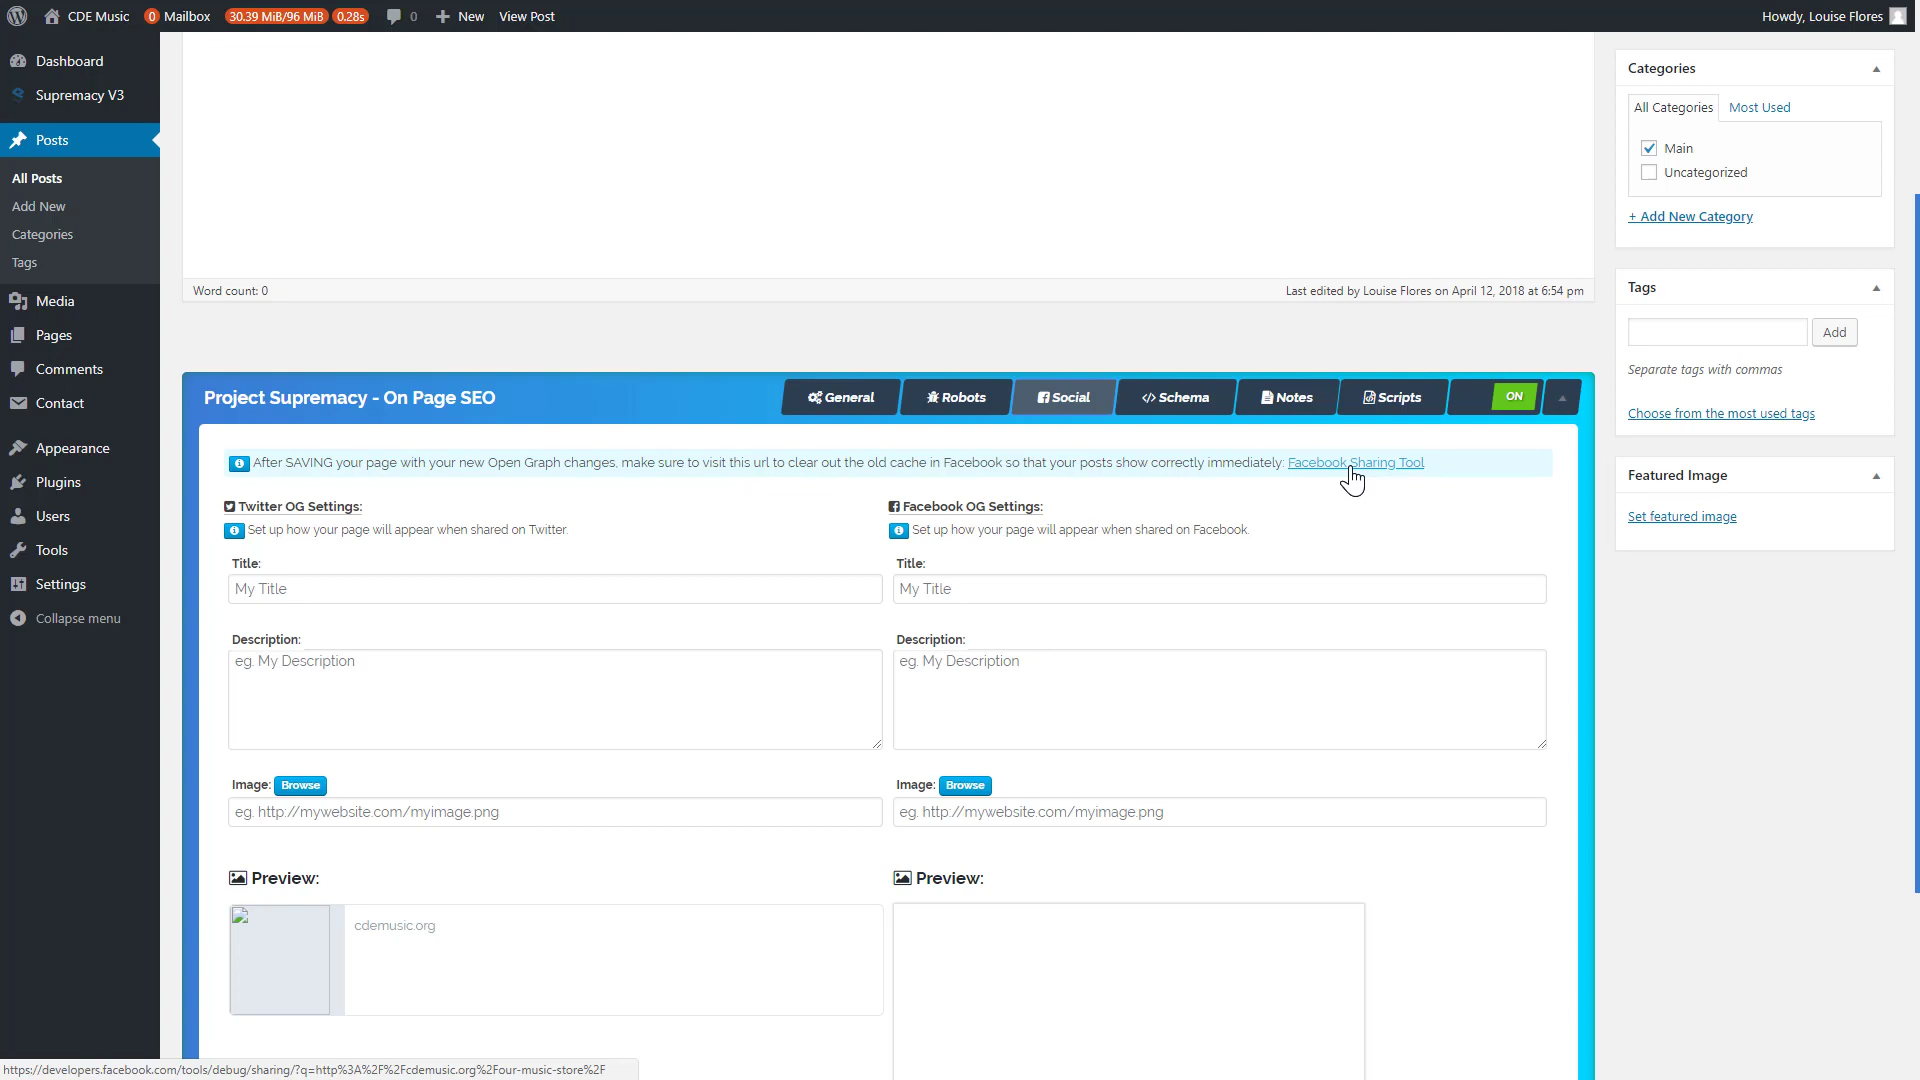 CDE Music
0 Mailbox
30.39 MiB/96 MiB
0.28s
0
New
View Post
Howdy, Louise Flores
Dashboard
Supremacy V3
Posts
All Posts
Add New
Categories
Tags
Media
Pages
Comments
Contact
Appearance
Plugins
Users
Tools
Settings
Collapse menu
Word count: 0
Last edited by Louise Flores on April 12, 2018 at 6:54 pm
Project Supremacy - On Page SEO
General
Robots
Social
Schema
Notes
Scripts
ON
After SAVING your page with your new Open Graph changes, make sure to visit this url to clear out the old cache in Facebook so that your posts show correctly immediately: Facebook Sharing Tool
Twitter OG Settings:
Set up how your page will appear when shared on Twitter.
Title:
My Title
Description:
eg. My Description
Image: Browse
eg. http://mywebsite.com/myimage.png
Preview:
cdemusic.org
Facebook OG Settings:
Set up how your page will appear when shared on Facebook.
Title:
My Title
Description:
eg. My Description
Image: Browse
eg. http://mywebsite.com/myimage.png
Preview:
Categories
All Categories
Most Used
Main
Uncategorized
+ Add New Category
Tags
Add
Separate tags with commas
Choose from the most used tags
Featured Image
Set featured image
https://developers.facebook.com/tools/debug/sharing/?q=http%3A%2F%2Fcdemusic.org%2Four-music-store%2F